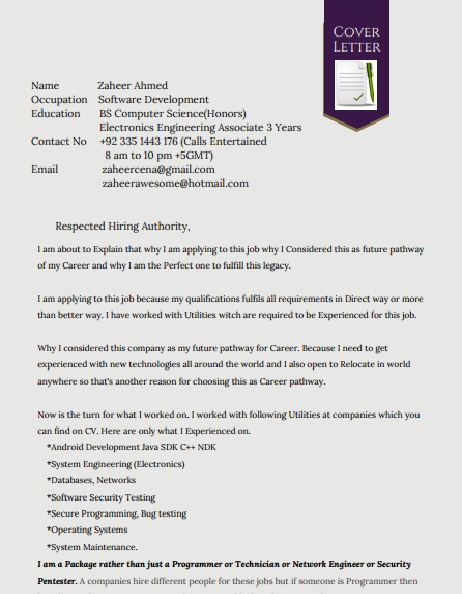 COVER
LETTER
Name Zaheer Ahmed
Occupation Software Development
Education BS Computer Science(Honors)
Electronics Engineering Associate 3 Years
Contact No +92 335 1443 176 (Calls Entertained
8 am to 10 pm +5GMT)
Email zaheercena@gmail.com
zaheerawesome@hotmail.com
Respected Hiring Authority,
I am about to Explain that why I am applying to this job why I Considered this as future pathway
of my Career and why I am the Perfect one to fulfill this legacy.
I am applying to this job because my qualifications fulfils all requirements in Direct way or more
than better way. I have worked with Utilities witch are required to be Experienced for this job.
Why I considered this company as my future pathway for Career. Because I need to get
experienced with new technologies all around the world and I also open to Relocate in world
anywhere so that's another reason for choosing this as Career pathway.
Now is the turn for what I worked on. I worked with following Utilities at companies which you
can find on CV. Here are only what I Experienced on.
*Android Development Java SDK C++ NDK
*System Engineering (Electronics)
*Databases, Networks
*Software Security Testing
*Secure Programming, Bug testing
*Operating Systems
*System Maintenance.
I am a Package rather than just a Programmer or Technician or Network Engineer or Security
Pentester. A companies hire different people for these jobs but if someone is Programmer then